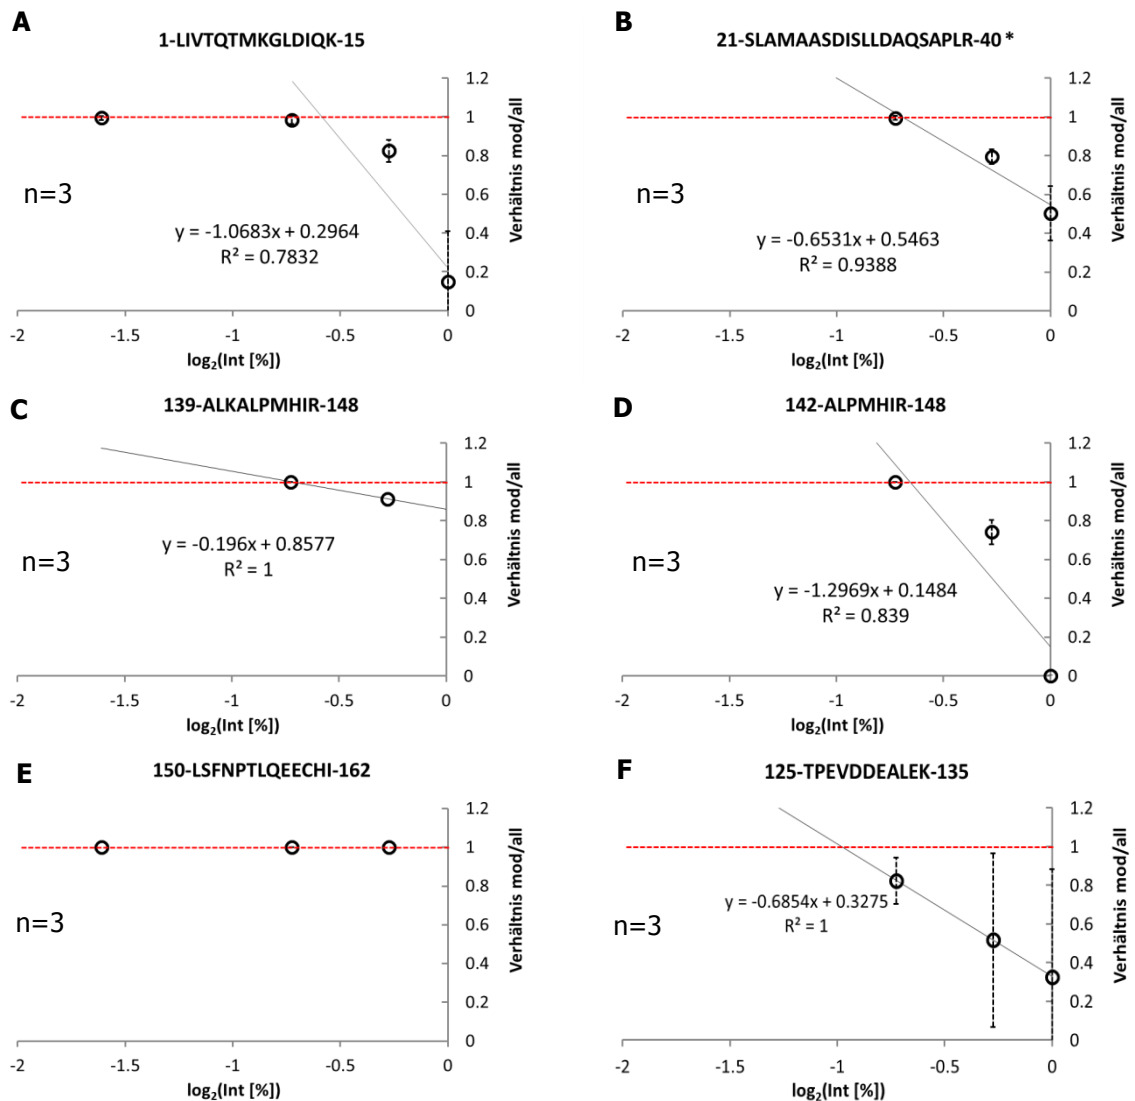 A
1-LIVTQTMKGLDIQK-15
1.2
1
0.8
0.6
0.4
0.2
0
Verhältnis mod/all
n=3
y = -1.0683x + 0.2964
R² = 0.7832
-2
-1.5
-1
-0.5
0
log₂(Int [%])
B
21-SLAMAASDISLLDAQSAPLR-40 *
1.2
1
0.8
0.6
0.4
0.2
0
Verhältnis mod/all
n=3
y = -0.6531x + 0.5463
R² = 0.9388
-2
-1.5
-1
-0.5
0
log₂(Int [%])
C
139-ALKALPMHIR-148
1.2
1
0.8
0.6
0.4
0.2
0
Verhältnis mod/all
n=3
y = -0.196x + 0.8577
R² = 1
-2
-1.5
-1
-0.5
0
log₂(Int [%])
D
142-ALPMHIR-148
1.2
1
0.8
0.6
0.4
0.2
0
Verhältnis mod/all
n=3
y = -1.2969x + 0.1484
R² = 0.839
-2
-1.5
-1
-0.5
0
log₂(Int [%])
E
150-LSFNPTLQEECHI-162
1.2
1
0.8
0.6
0.4
0.2
0
Verhältnis mod/all
n=3
-2
-1.5
-1
-0.5
0
log₂(Int [%])
F
125-TPEVDDEALEK-135
1.2
1
0.8
0.6
0.4
0.2
0
Verhältnis mod/all
n=3
y = -0.6854x + 0.3275
R² = 1
-2
-1.5
-1
-0.5
0
log₂(Int [%])